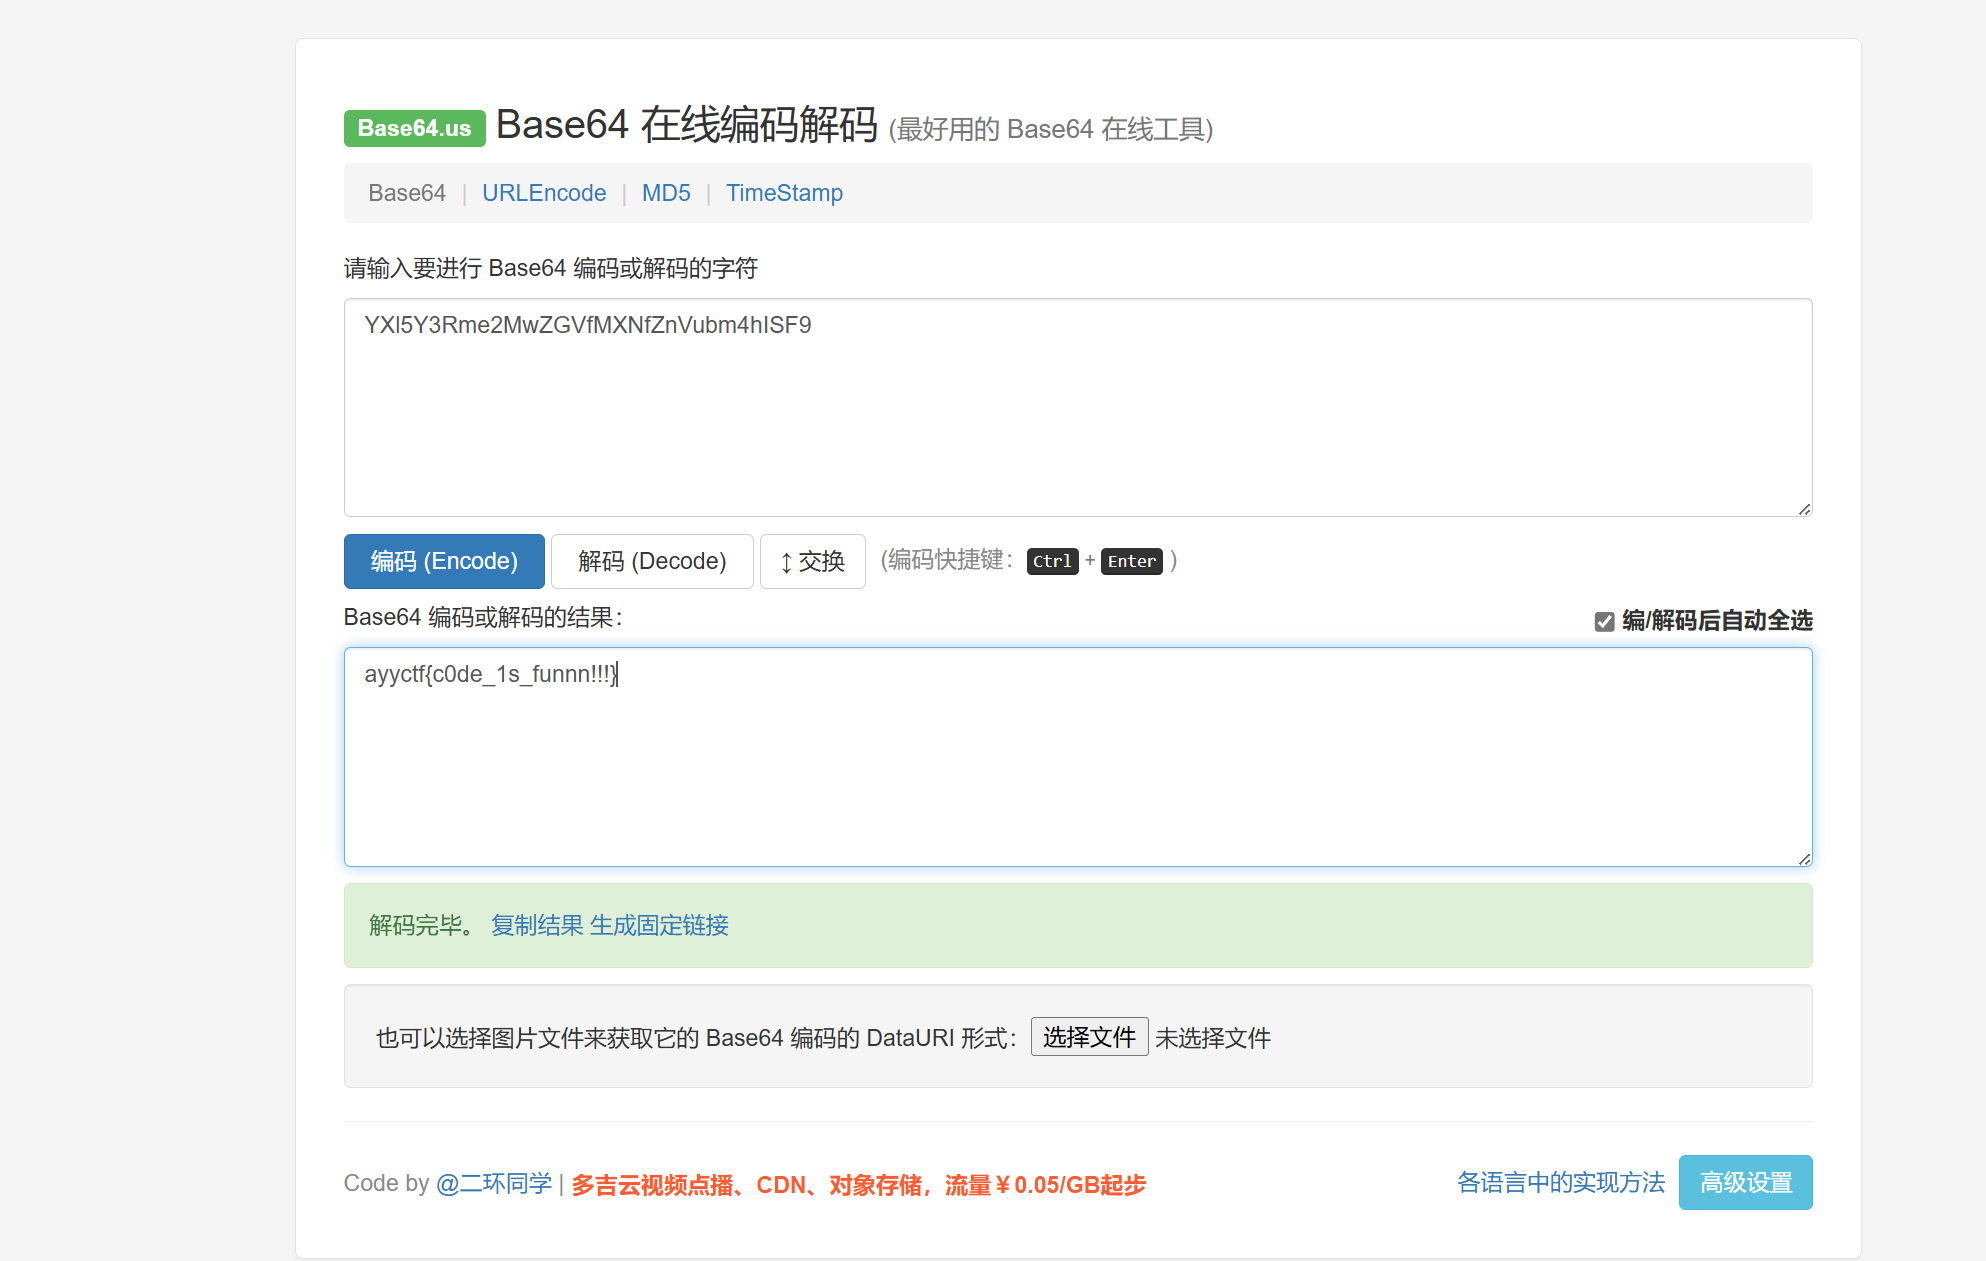 Base64.us Base64 在线编码解码 (最好用的 Base64 在线工具)
Base64 | URLEncode | MD5 | TimeStamp
请输入要进行 Base64 编码或解码的字符
YXl5Y3Rme2MwZGVfMXNfZnVubm4hISF9
编码 (Encode) 解码 (Decode) ↕ 交换 (编码快捷键： Ctrl + Enter )
Base64 编码或解码的结果： 编/解码后自动全选
ayyctf{c0de_1s_funnn!!!}
解码完毕。 复制结果 生成固定链接
也可以选择图片文件来获取它的 Base64 编码的 DataURI 形式： 选择文件 未选择文件
Code by @二环同学 | 多吉云视频点播、CDN、对象存储，流量￥0.05/GB起步 各语言中的实现方法 高级设置